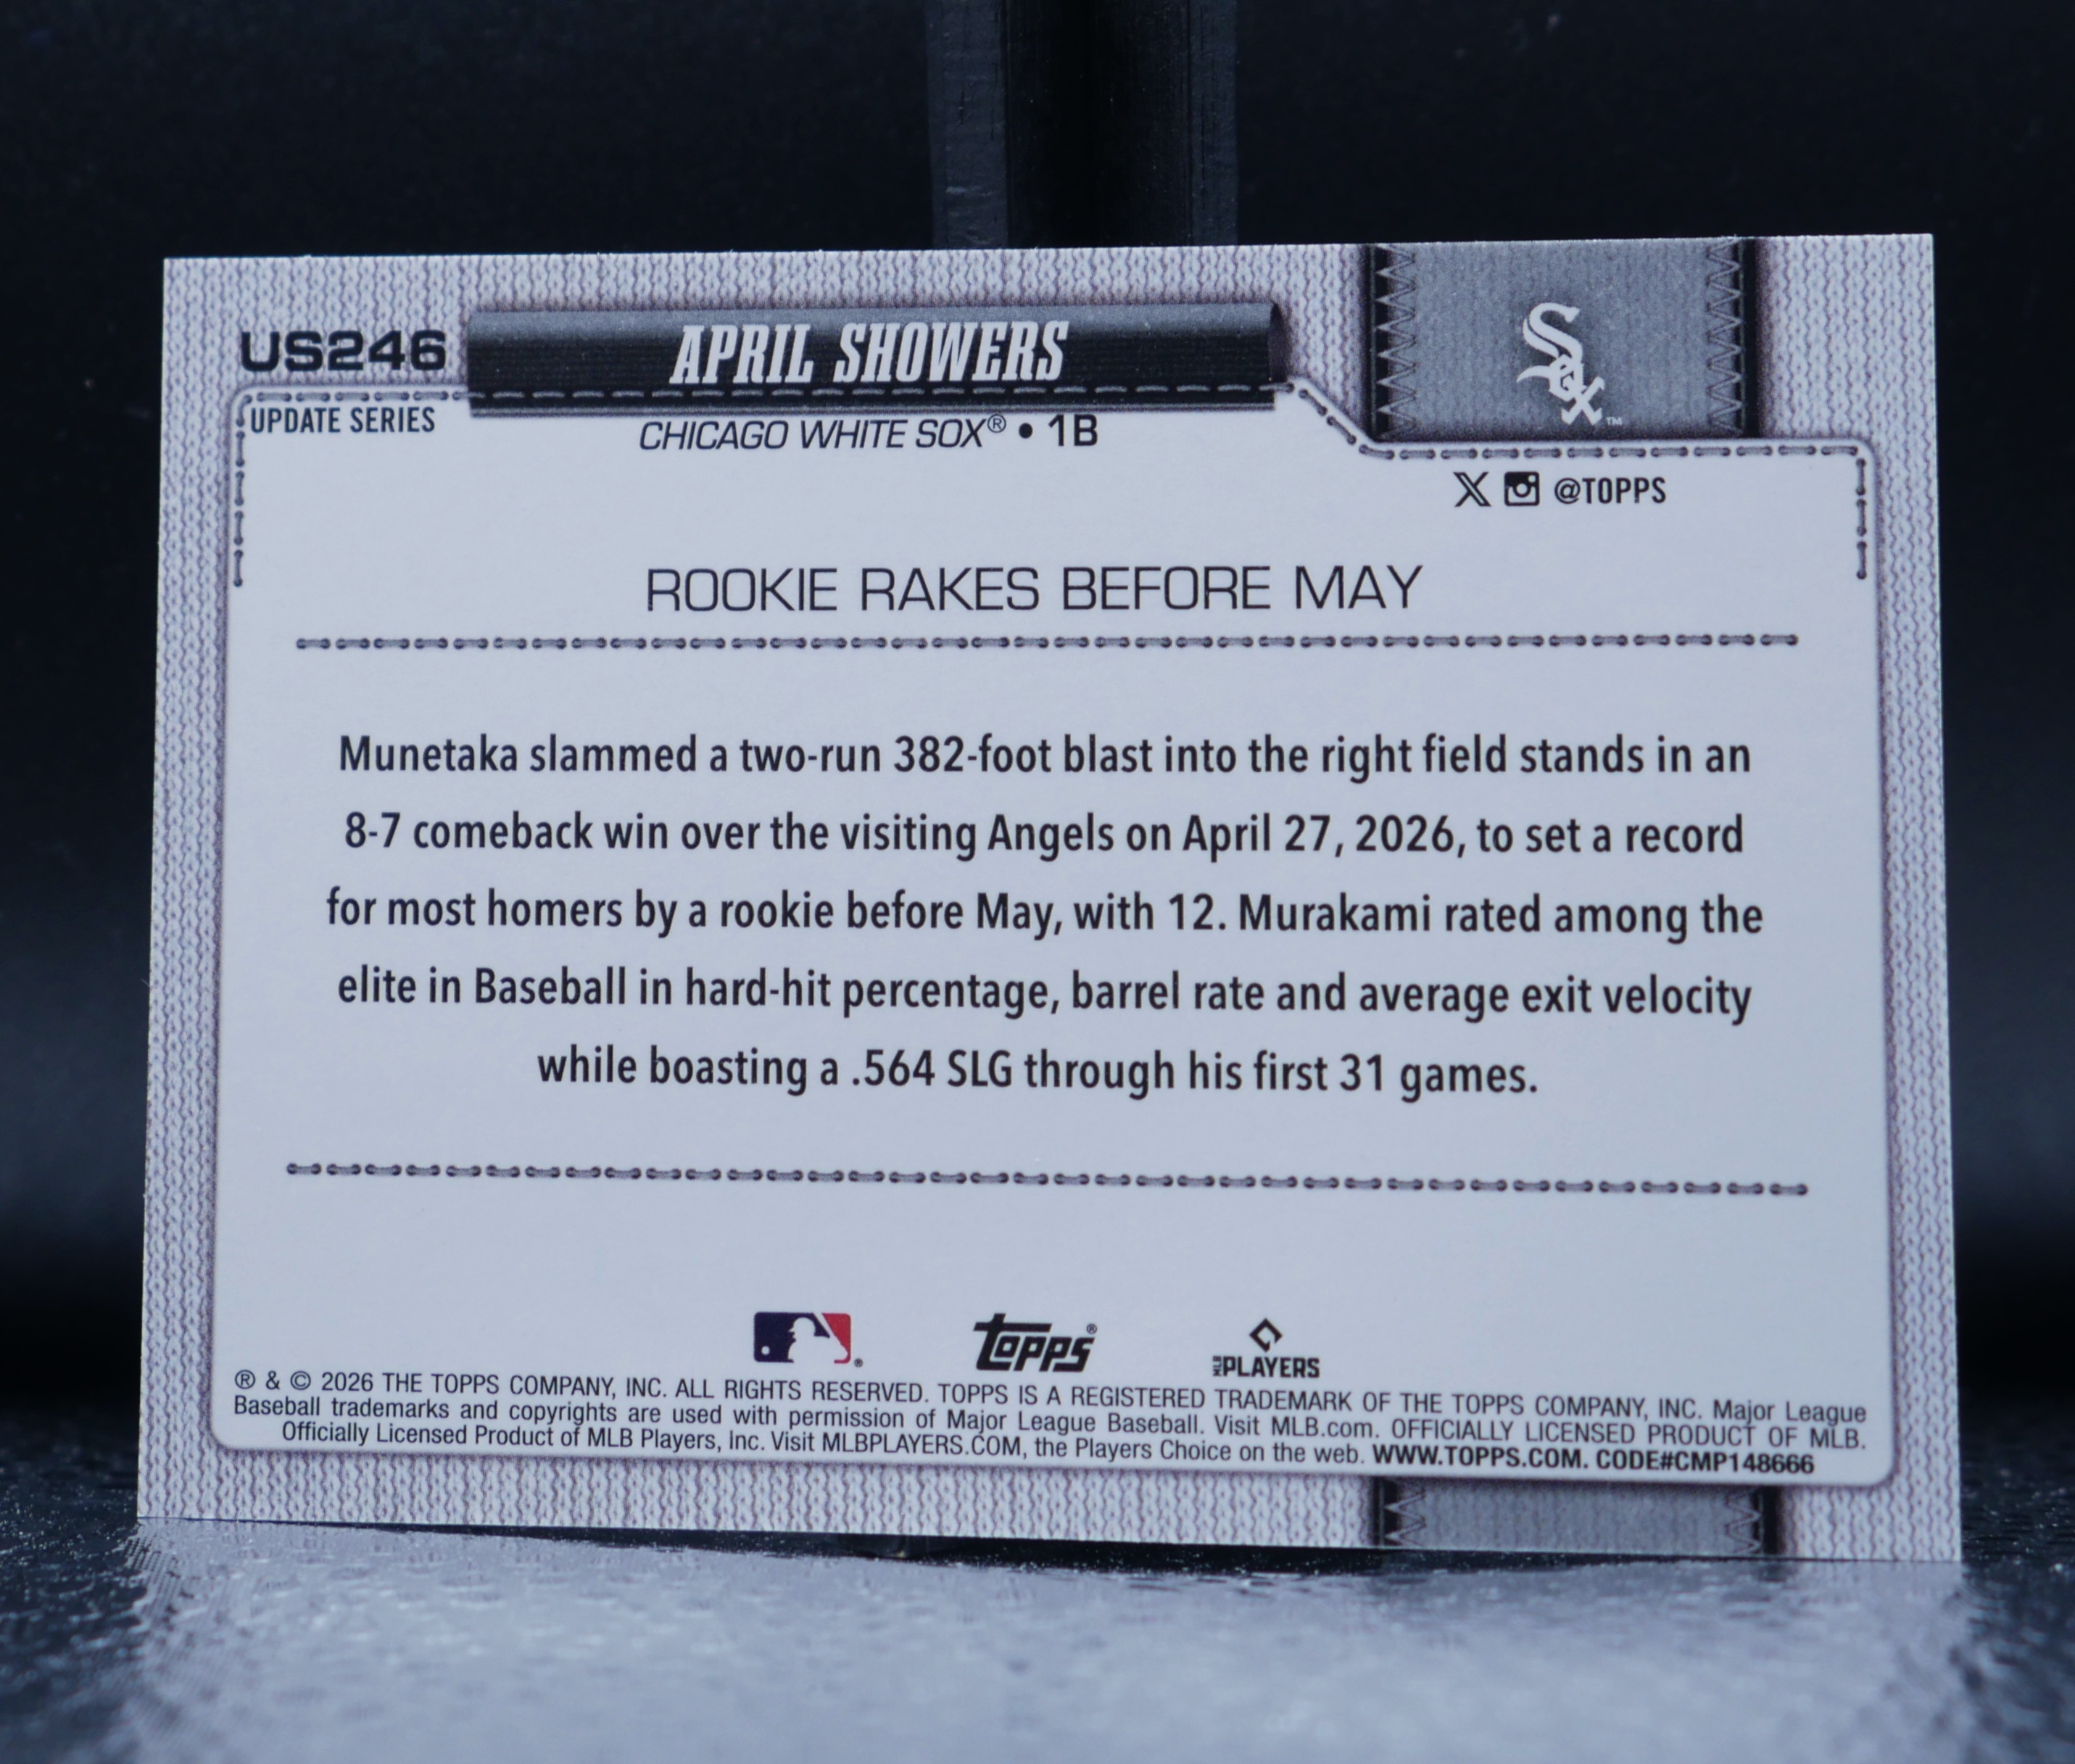 US246
APRIL SHOWERS
Sox™
UPDATE SERIES
CHICAGO WHITE SOX® • 1B
X @TOPPS
ROOKIE RAKES BEFORE MAY
Munetaka slammed a two-run 382-foot blast into the right field stands in an
8-7 comeback win over the visiting Angels on April 27, 2026, to set a record
for most homers by a rookie before May, with 12. Murakami rated among the
elite in Baseball in hard-hit percentage, barrel rate and average exit velocity
while boasting a .564 SLG through his first 31 games.
® topps® MLB PLAYERS
® & © 2026 THE TOPPS COMPANY, INC. ALL RIGHTS RESERVED. TOPPS IS A REGISTERED TRADEMARK OF THE TOPPS COMPANY, INC. Major League
Baseball trademarks and copyrights are used with permission of Major League Baseball. Visit MLB.com. OFFICIALLY LICENSED PRODUCT OF MLB.
Officially Licensed Product of MLB Players, Inc. Visit MLBPLAYERS.COM, the Players Choice on the web. WWW.TOPPS.COM. CODE#CMP148666